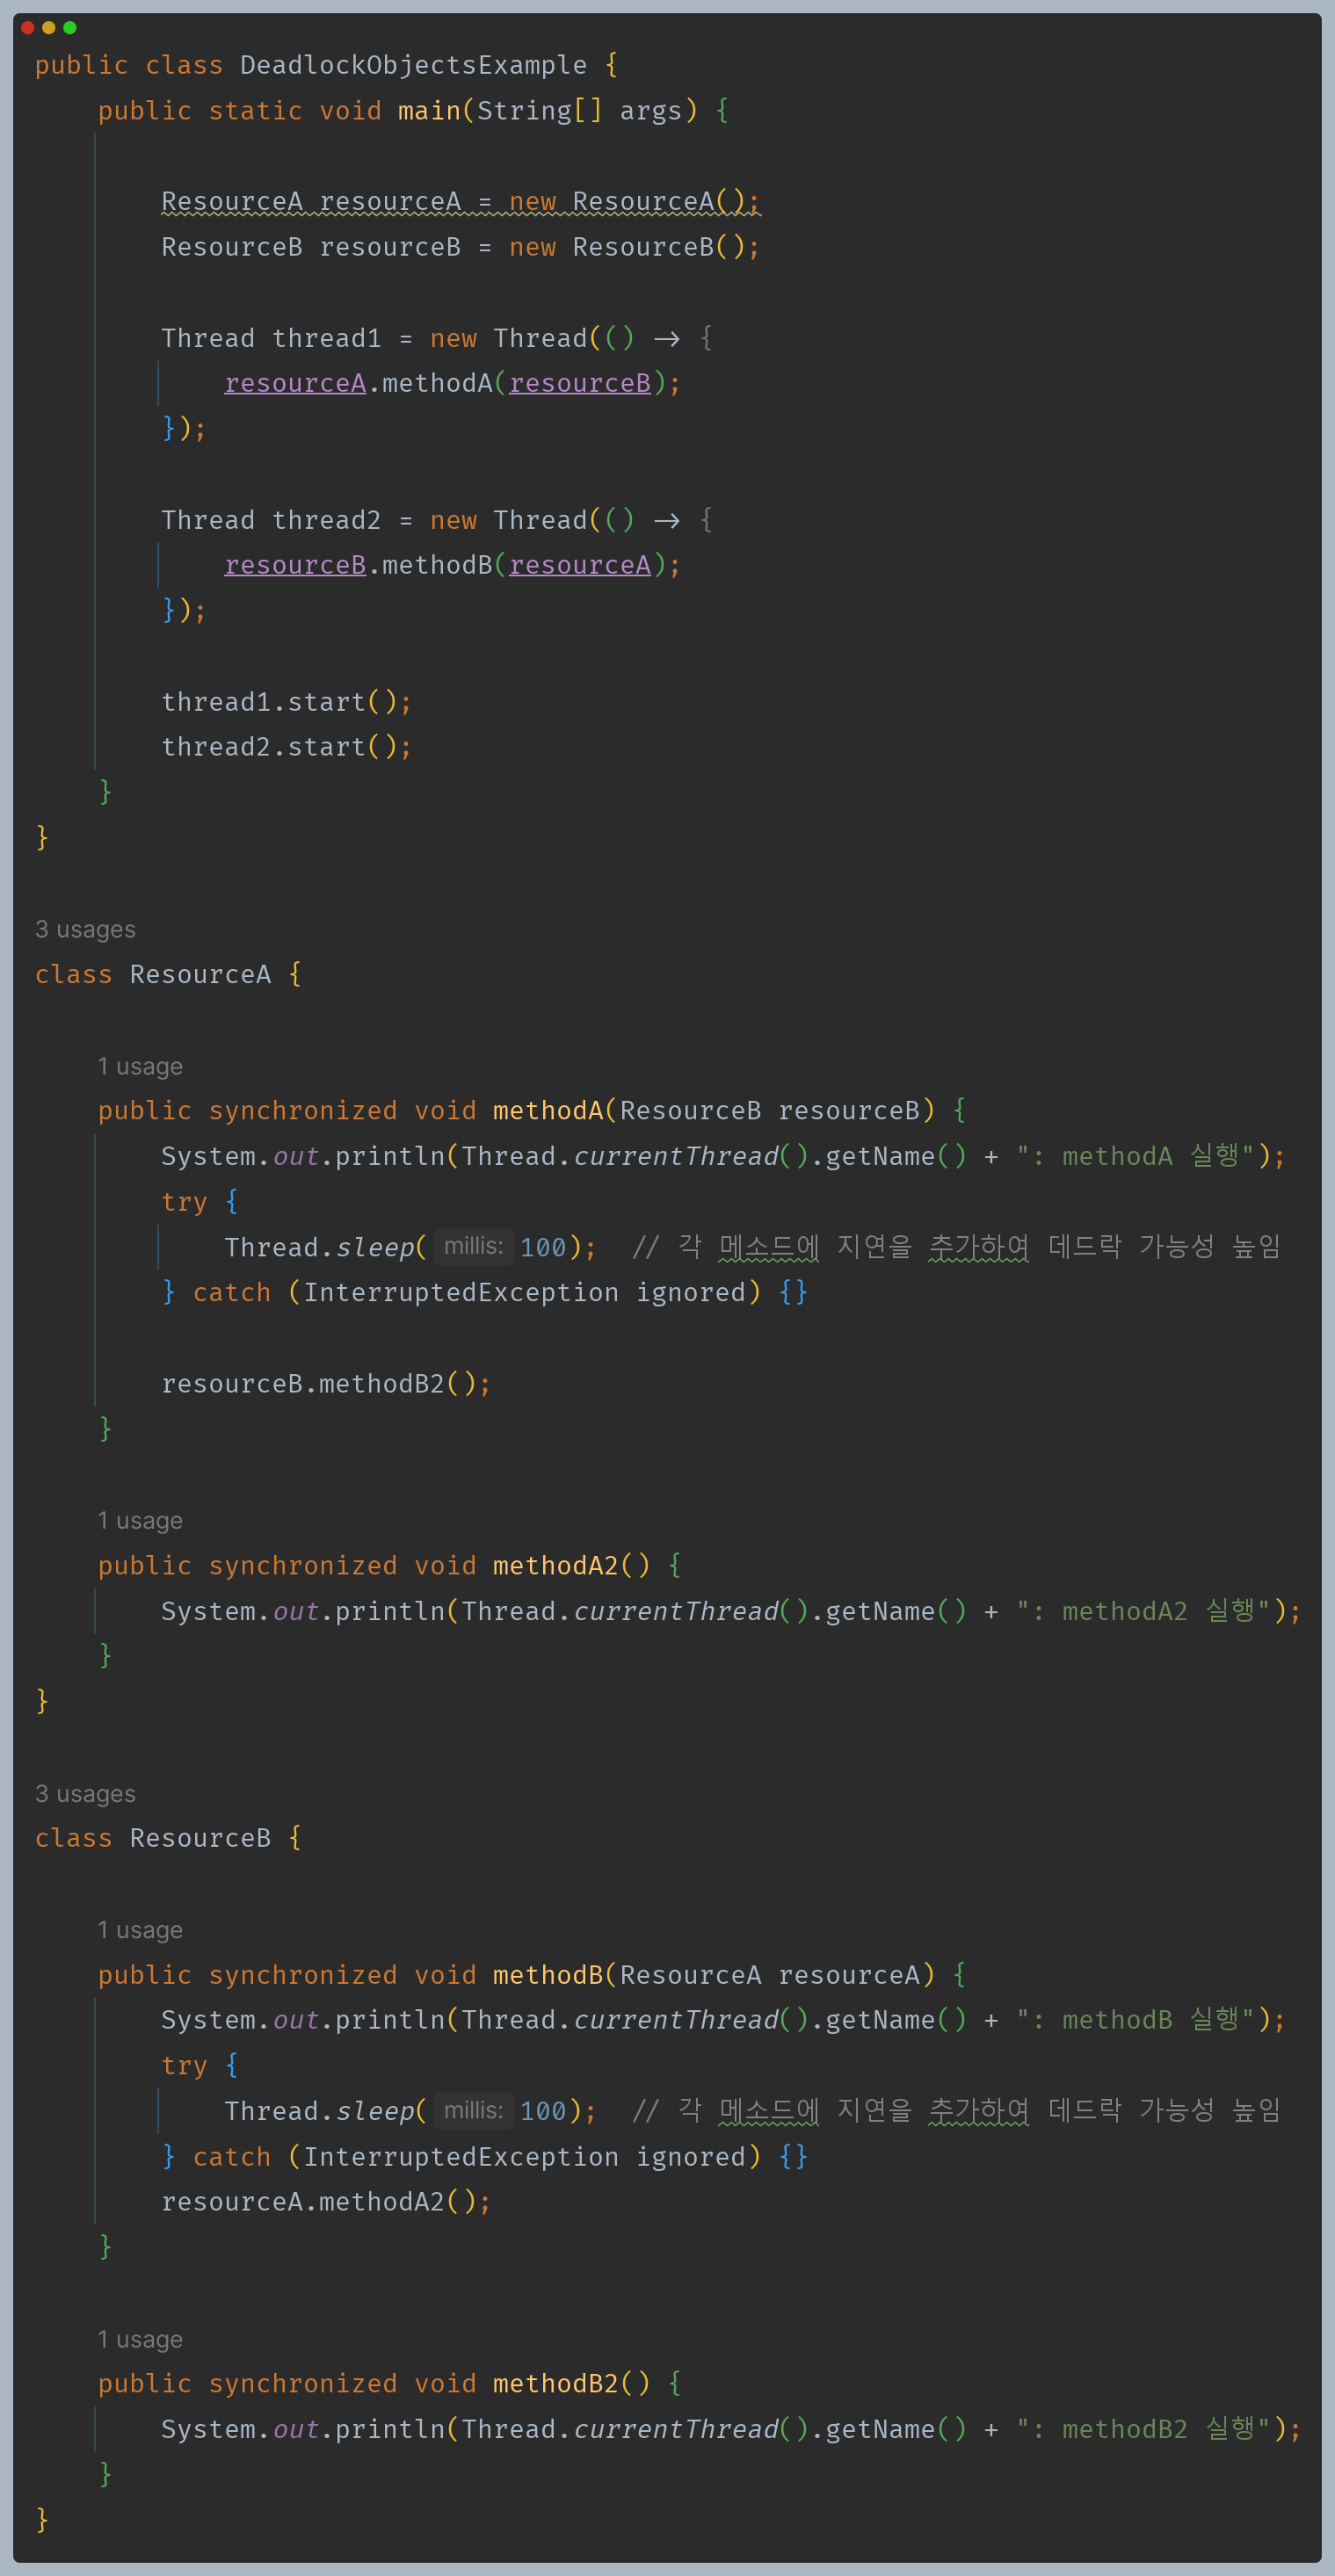 public class DeadlockObjectsExample {
public static void main(String[] args) {
ResourceA resourceA = new ResourceA();
ResourceB resourceB = new ResourceB();
Thread thread1 = new Thread(() -> {
resourceA.methodA(resourceB);
});
Thread thread2 = new Thread(() -> {
resourceB.methodB(resourceA);
});
thread1.start();
thread2.start();
}
}
3 usages
class ResourceA {
1 usage
public synchronized void methodA(ResourceB resourceB) {
System.out.println(Thread.currentThread().getName() + ": methodA 실행");
try {
Thread.sleep( millis: 100);  // 각 메소드에 지연을 추가하여 데드락 가능성 높임
} catch (InterruptedException ignored) {}
resourceB.methodB2();
}
1 usage
public synchronized void methodA2() {
System.out.println(Thread.currentThread().getName() + ": methodA2 실행");
}
}
3 usages
class ResourceB {
1 usage
public synchronized void methodB(ResourceA resourceA) {
System.out.println(Thread.currentThread().getName() + ": methodB 실행");
try {
Thread.sleep( millis: 100);  // 각 메소드에 지연을 추가하여 데드락 가능성 높임
} catch (InterruptedException ignored) {}
resourceA.methodA2();
}
1 usage
public synchronized void methodB2() {
System.out.println(Thread.currentThread().getName() + ": methodB2 실행");
}
}